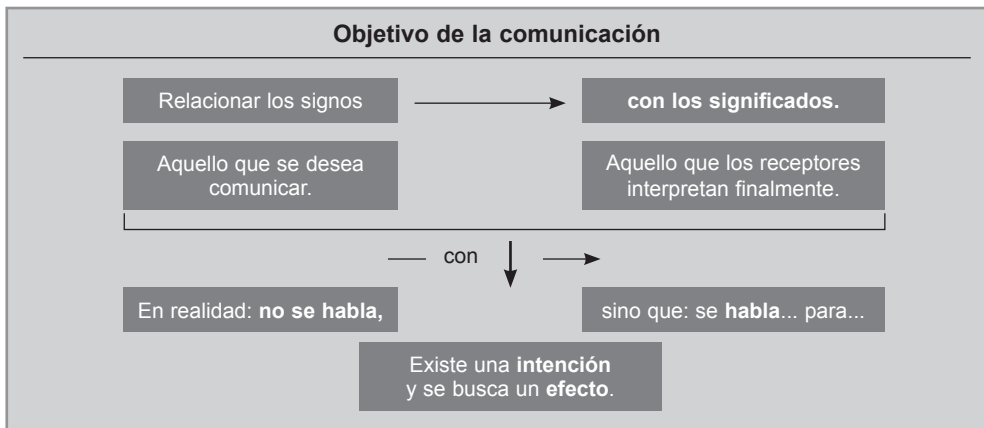 Objetivo de la comunicación
Relacionar los signos
con los significados.
Aquello que se desea
comunicar.
Aquello que los receptores
interpretan finalmente.
con
En realidad: no se habla,
sino que: se habla... para...
Existe una intención
y se busca un efecto.